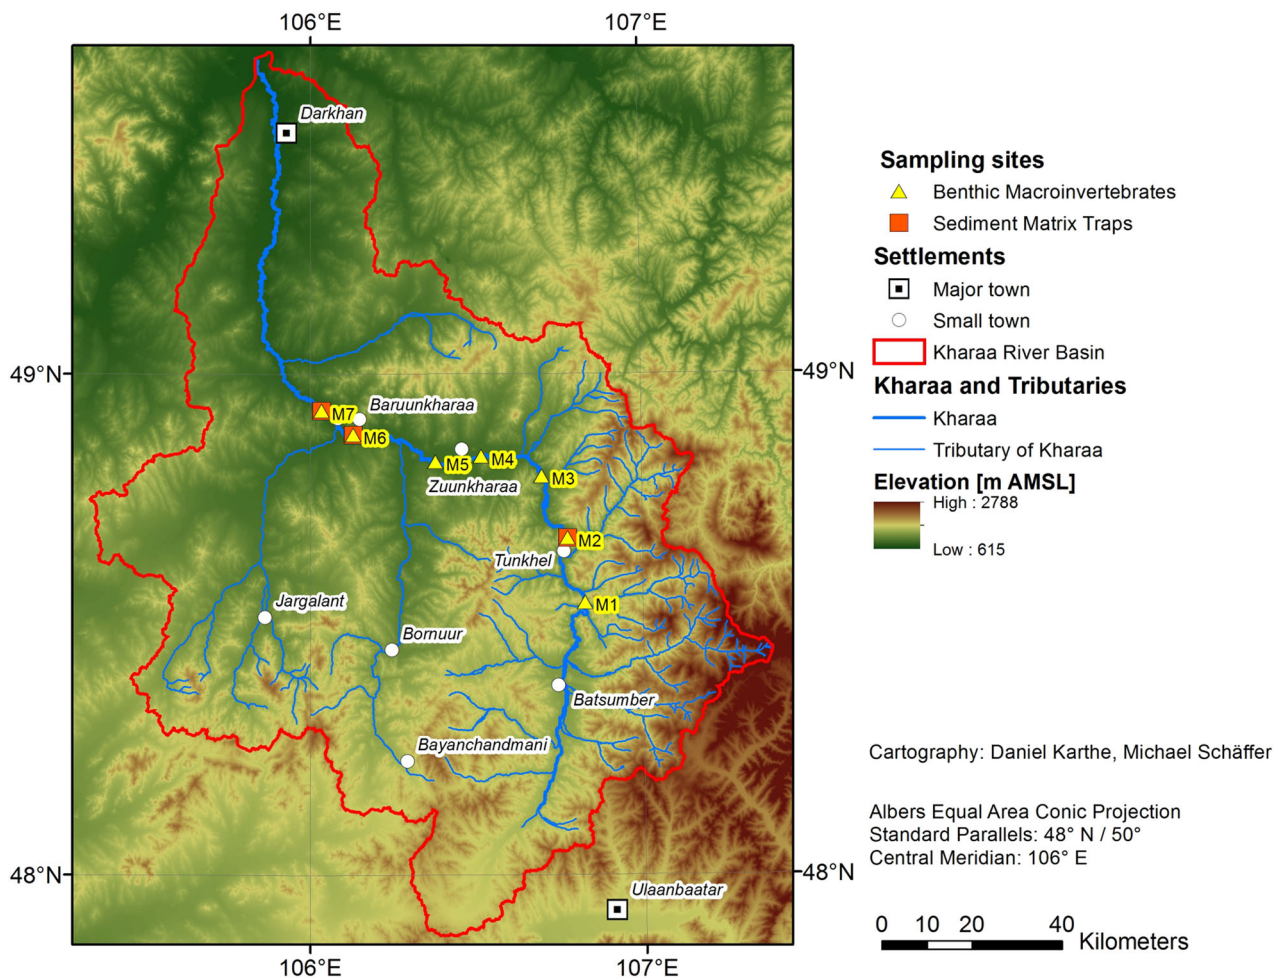 106°E
107°E
Darkhan
49°N
49°N
Baruunkharaa
M7
M6
M5
M4
Zuunkharaa
M3
M2
Tunkhel
M1
Jargalant
Bornuur
Batsumber
Bayanchandmani
48°N
48°N
Ulaanbaatar
106°E
107°E
Sampling sites
Benthic Macroinvertebrates
Sediment Matrix Traps
Settlements
Major town
Small town
Kharaa River Basin
Kharaa and Tributaries
Kharaa
Tributary of Kharaa
Elevation [m AMSL]
High : 2788
Low : 615
Cartography: Daniel Karthe, Michael Schäffer
Albers Equal Area Conic Projection
Standard Parallels: 48° N / 50°
Central Meridian: 106° E
0 10 20 40
Kilometers